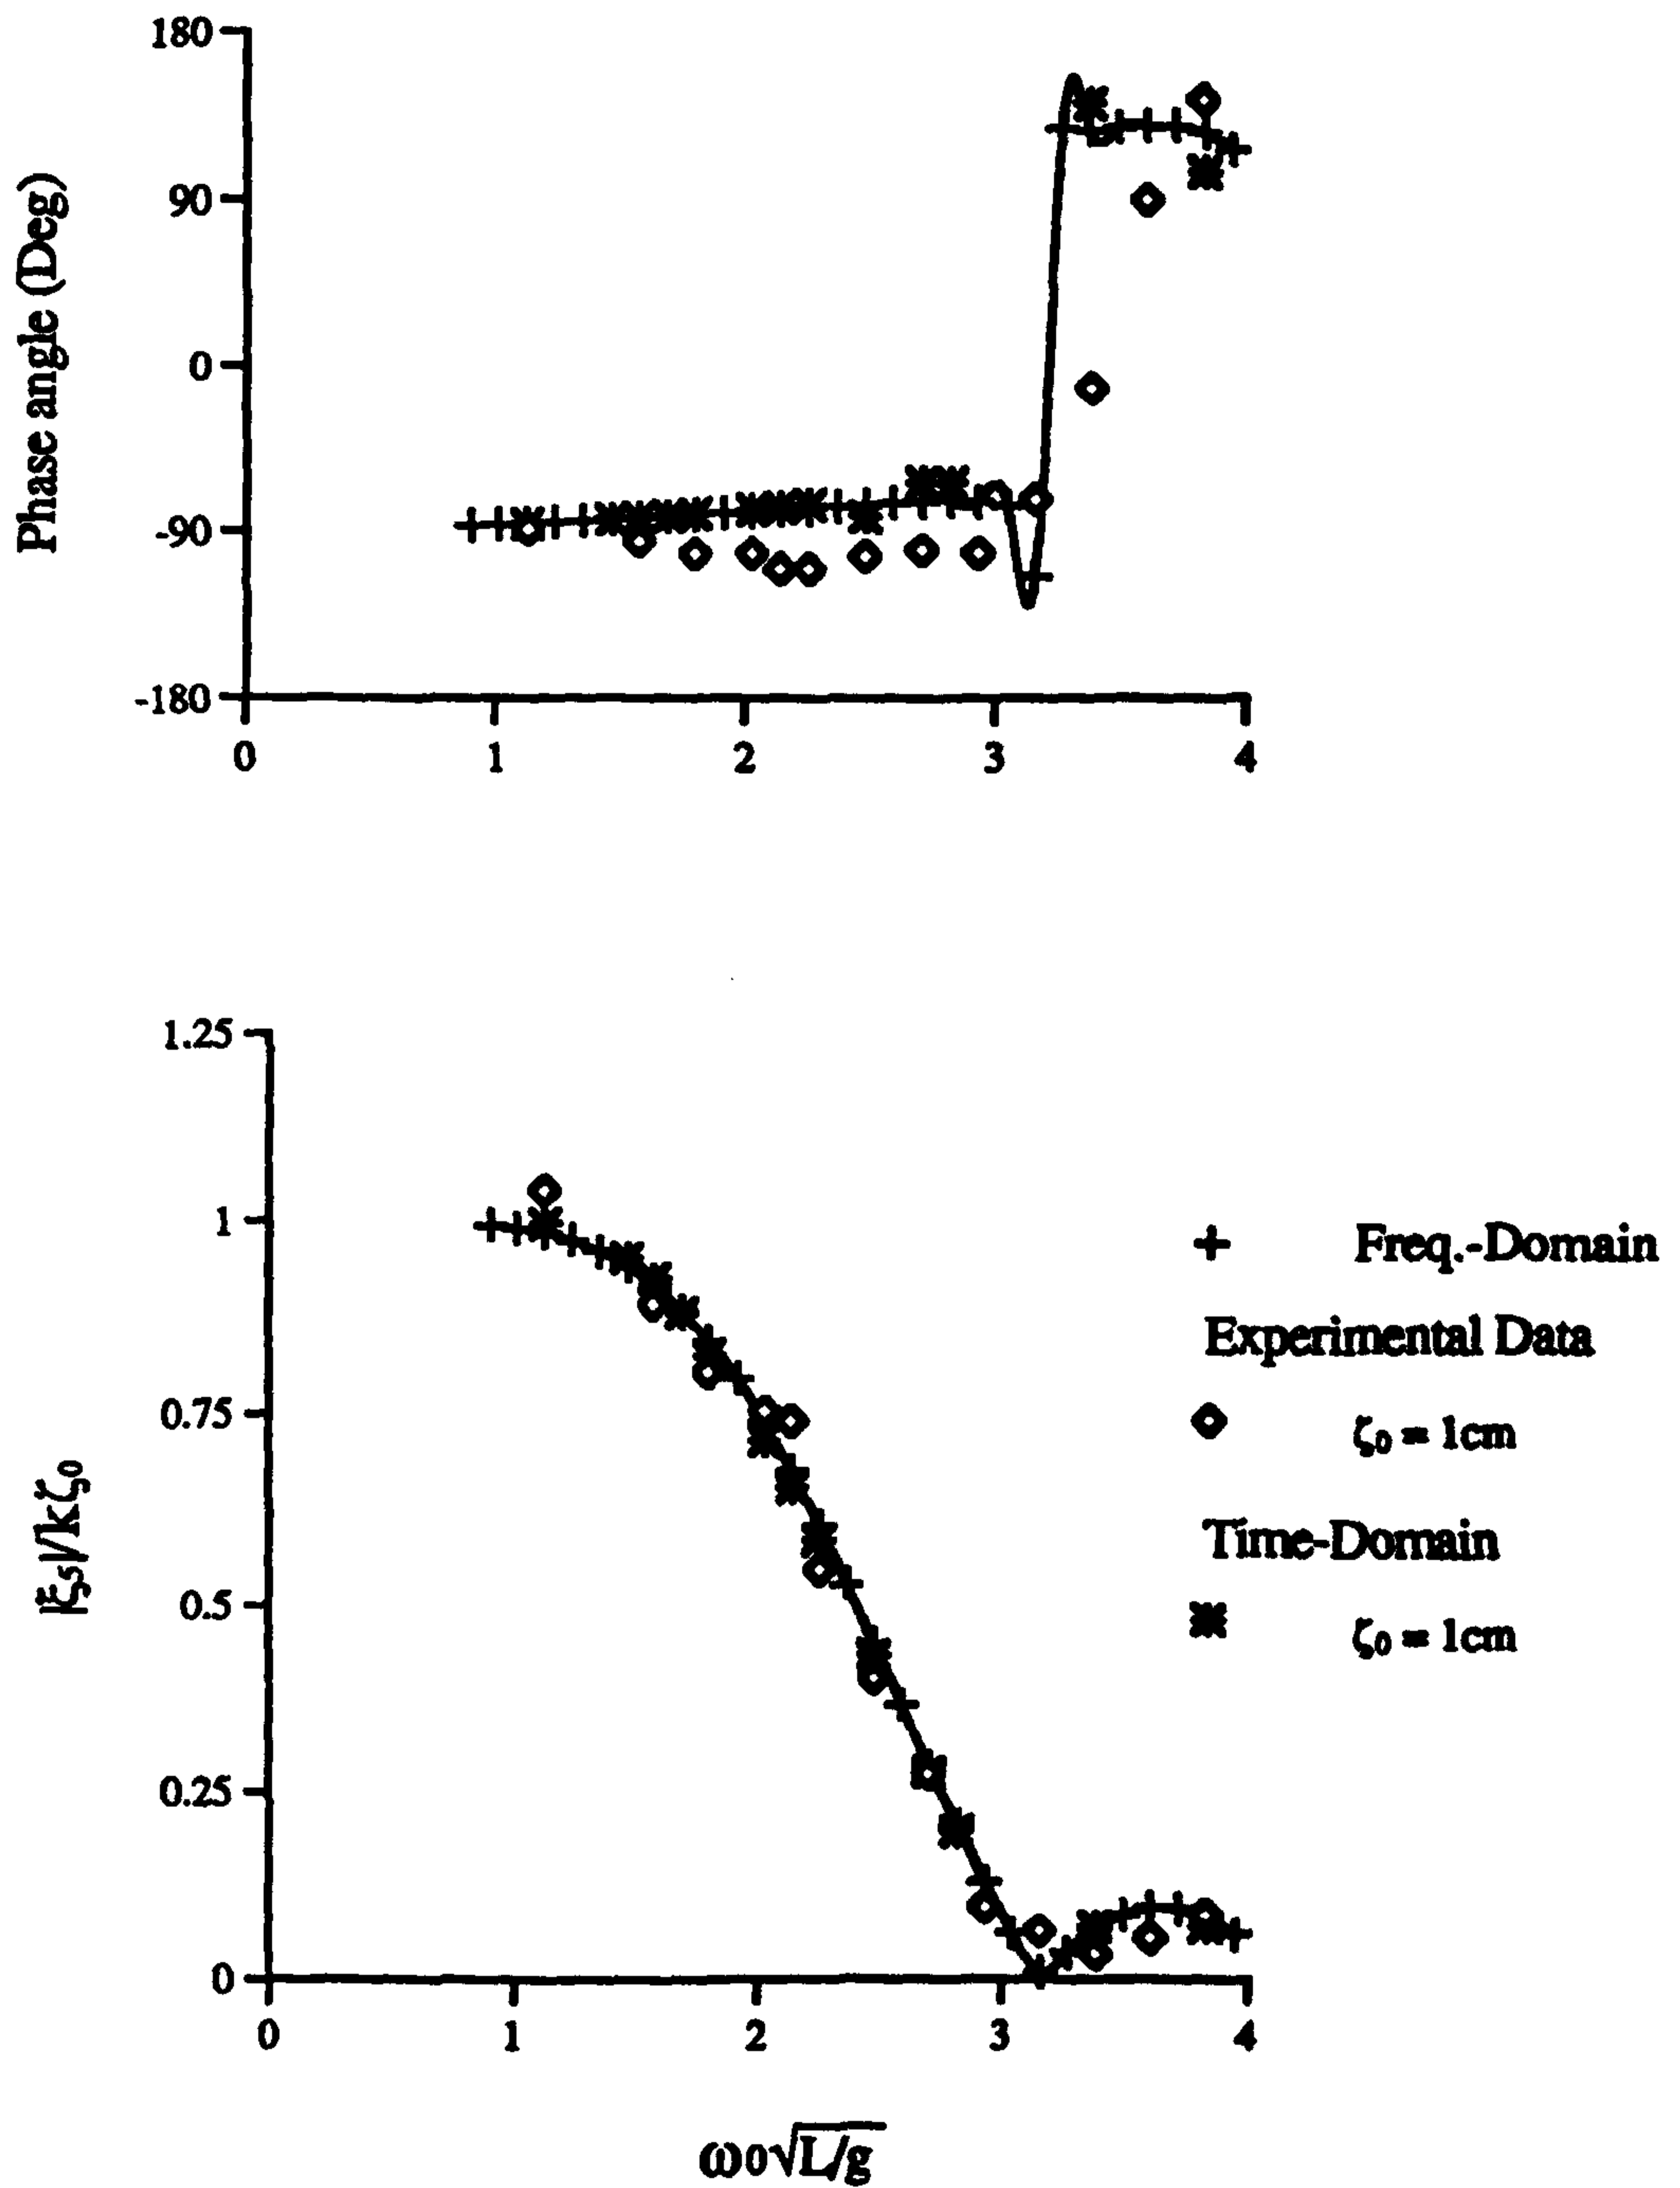 Phase angle (Deg)
180
90
0
-90
-180
0 1 2 3 4
|ξ₅|/kζ₀
1.25
1
0.75
0.5
0.25
0
0 1 2 3 4
ω₀√L/g
Freq.-Domain
Experimental Data
ζ₀ = 1cm
Time-Domain
ζ₀ = 1cm